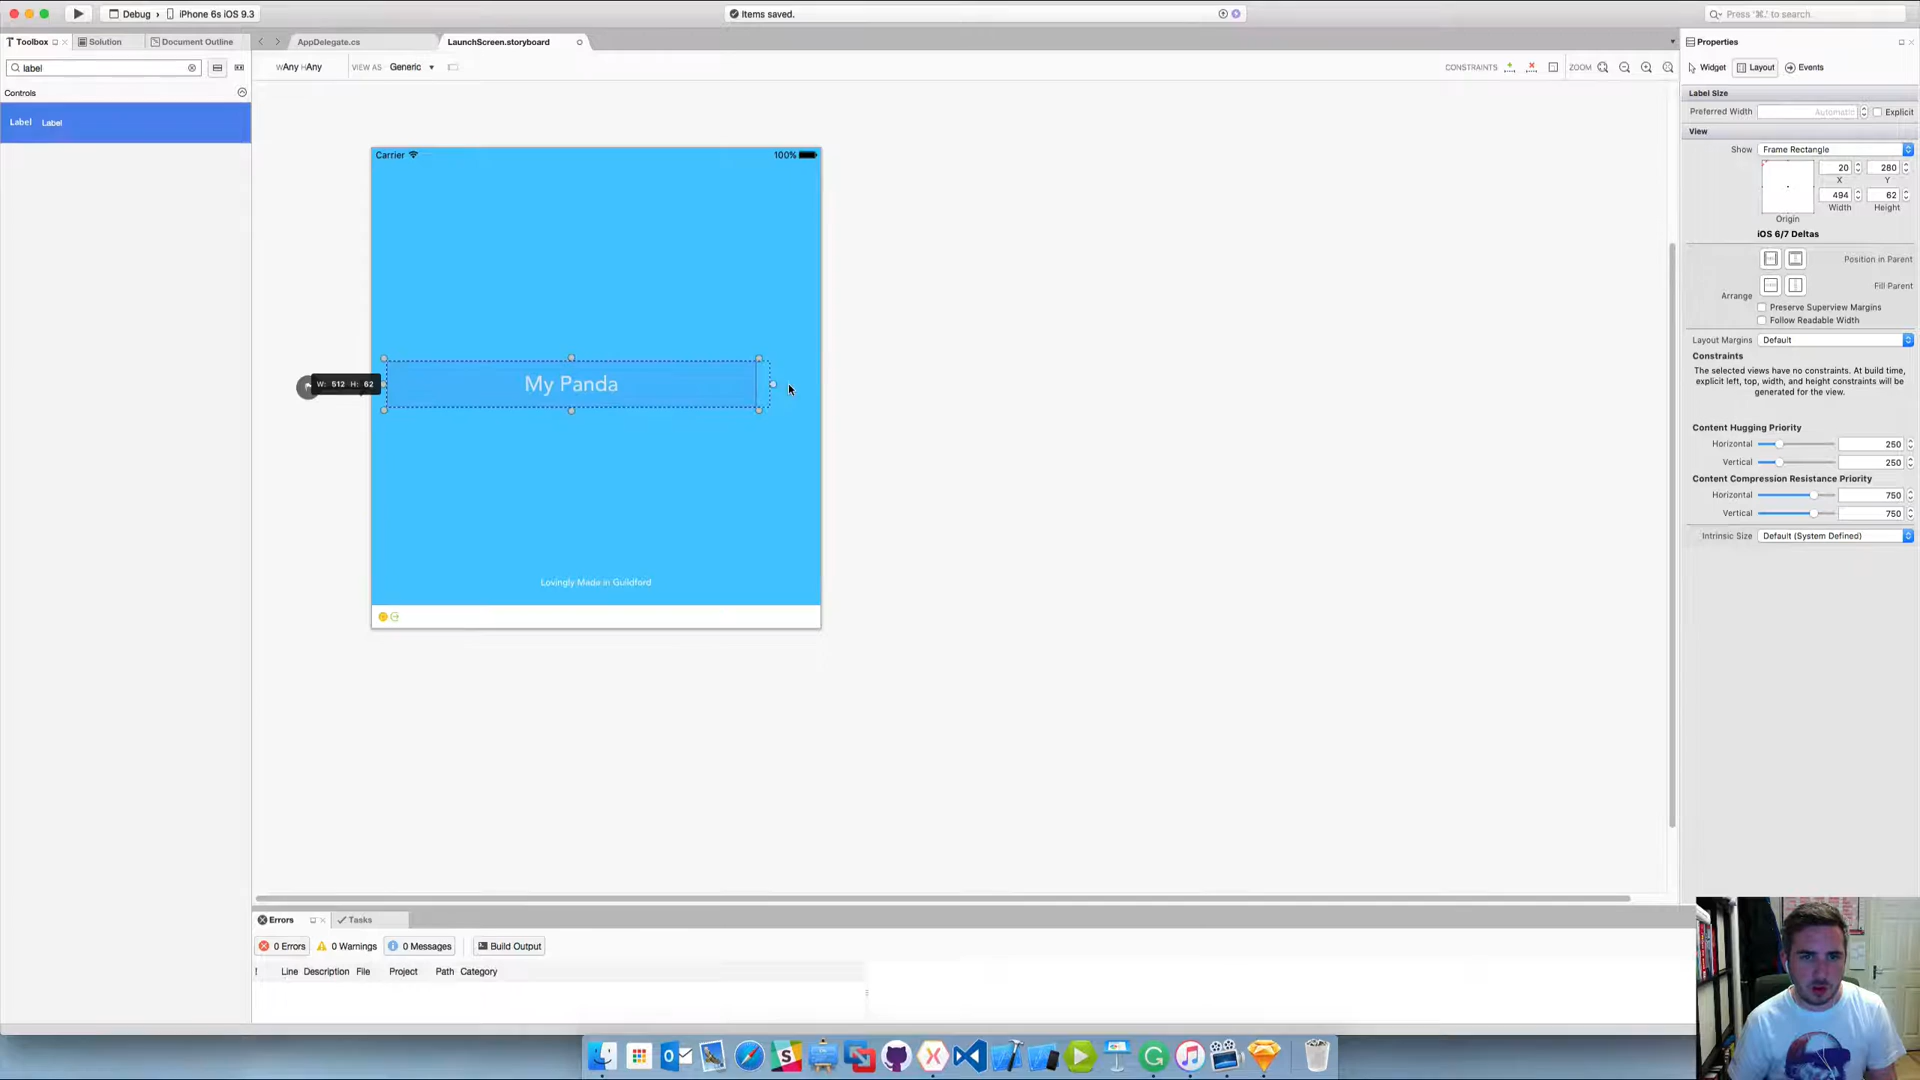 Debug › iPhone 6s iOS 9.3
Items saved.
Press '⌘.' to search.
Toolbox
Solution
Document Outline
AppDelegate.cs
LaunchScreen.storyboard
Properties
label
wAny hAny
VIEW AS Generic
CONSTRAINTS
ZOOM
Widget
Layout
Events
Controls
Label Label
Label Size
Preferred Width Automatic Explicit
View
Show Frame Rectangle
20 280
X Y
494 62
Width Height
Origin
iOS 6/7 Deltas
Position in Parent
Fill Parent
Arrange
Preserve Superview Margins
Follow Readable Width
Layout Margins Default
Constraints
The selected views have no constraints. At build time,
explicit left, top, width, and height constraints will be
generated for the view.
Content Hugging Priority
Horizontal 250
Vertical 250
Content Compression Resistance Priority
Horizontal 750
Vertical 750
Intrinsic Size Default (System Defined)
Carrier 100%
W: 512 H: 62
My Panda
Lovingly Made in Guildford
Errors
Tasks
0 Errors
0 Warnings
0 Messages
Build Output
! Line Description File Project Path Category